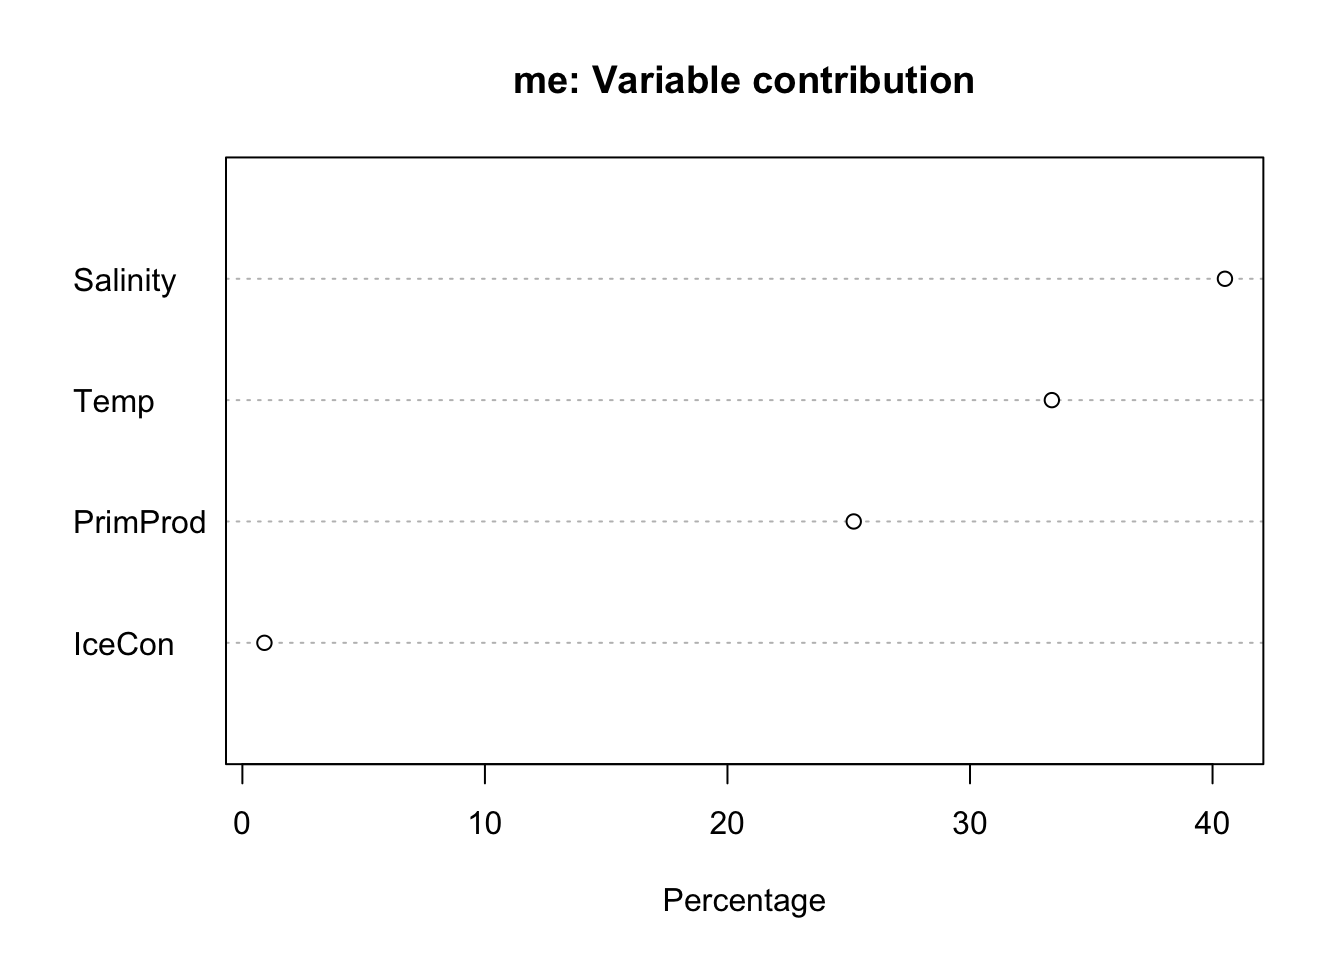 me: Variable contribution
Salinity
Temp
PrimProd
IceCon
0 10 20 30 40
Percentage